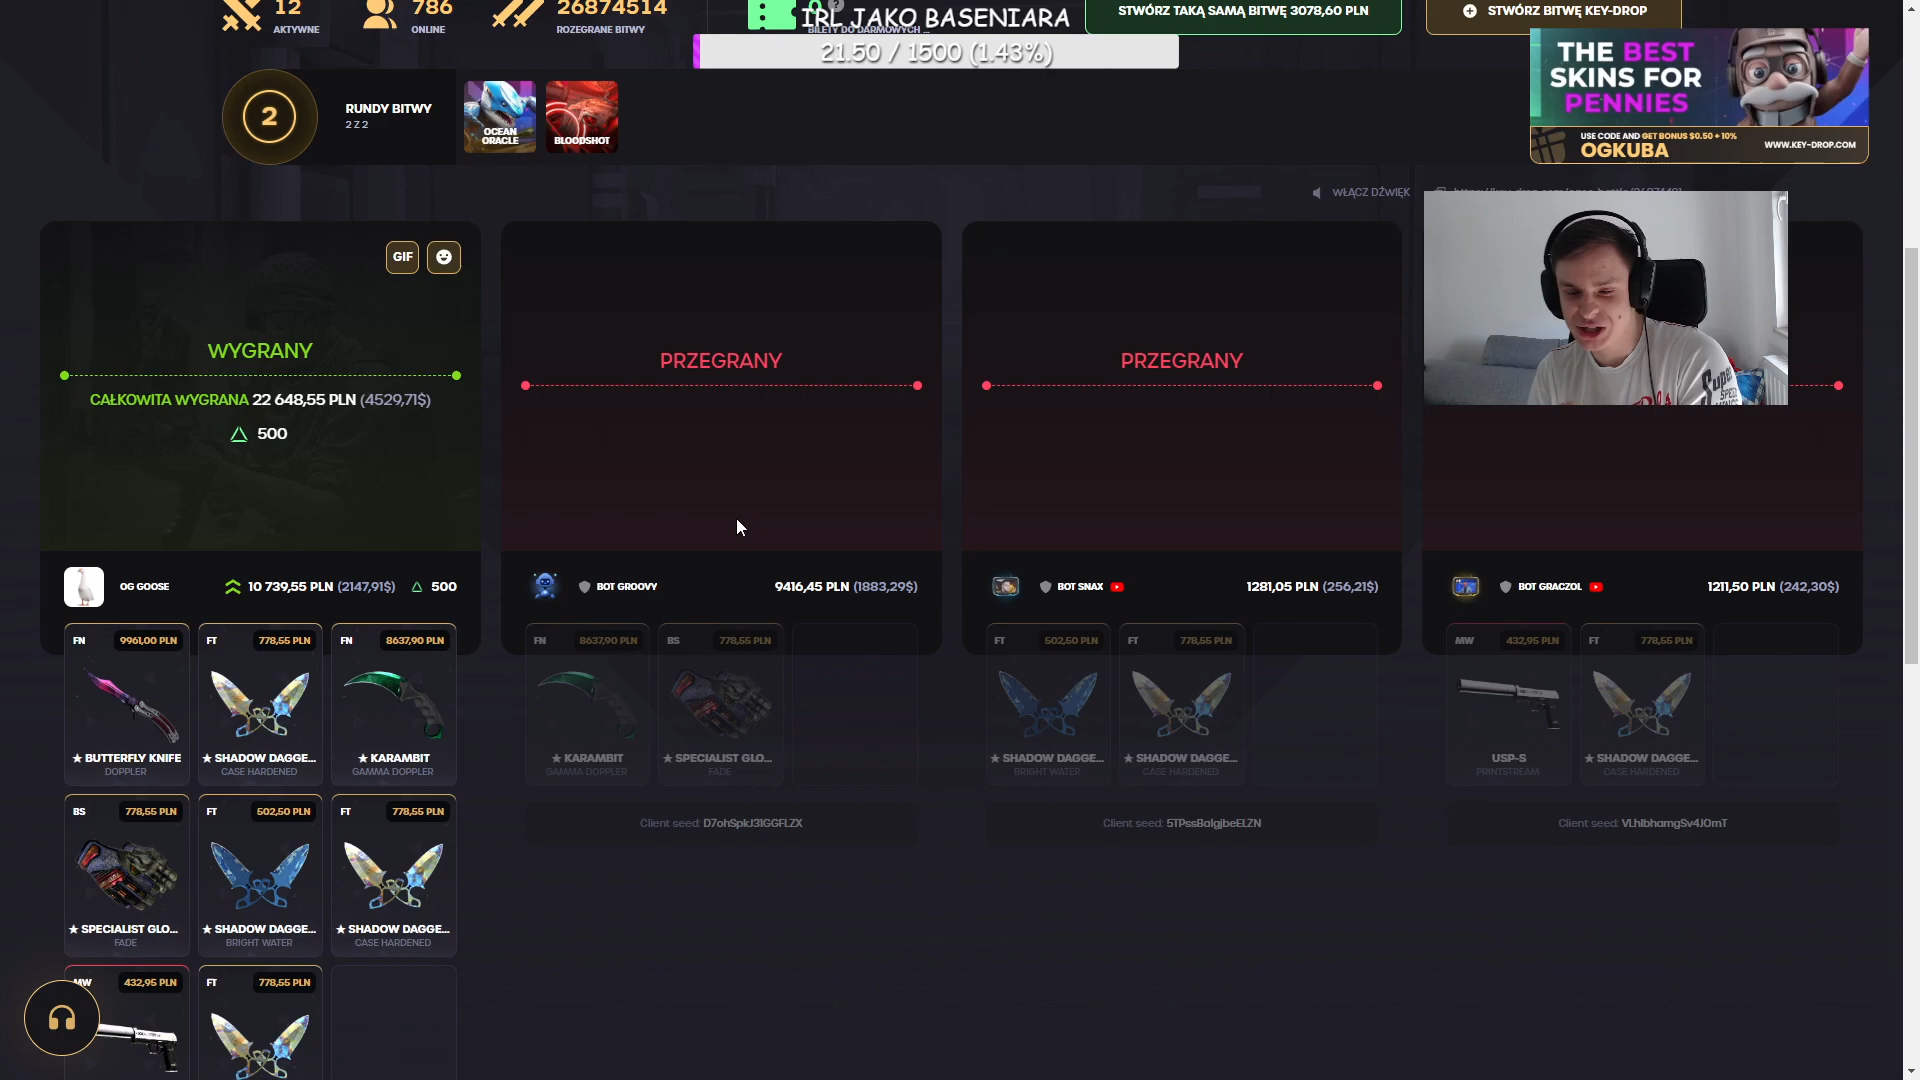 12
AKTYWNE
786
ONLINE
26874514
ROZEGRANE BITWY
0
?
BILETY DO DARMOWYCH ...
IRL JAKO BASENIARA
21.50 / 1500 (1.43%)
STWÓRZ TAKĄ SAMĄ BITWĘ 3078,60 PLN
STWÓRZ BITWĘ KEY-DROP
THE BEST
SKINS FOR
PENNIES
USE CODE AND GET BONUS $0.50 + 10%
OGKUBA
WWW.KEY-DROP.COM
2
RUNDY BITWY
2 Z 2
OCEAN
ORACLE
BLOODSHOT
WŁĄCZ DŹWIĘK
GIF
WYGRANY
CAŁKOWITA WYGRANA 22 648,55 PLN (4529,71$)
500
PRZEGRANY
PRZEGRANY
OG GOOSE
10 739,55 PLN (2147,91$)
500
BOT GROOVY
9416,45 PLN (1883,29$)
BOT SNAX
1281,05 PLN (256,21$)
BOT GRACZOL
1211,50 PLN (242,30$)
FN 9961,00 PLN
★ BUTTERFLY KNIFE
DOPPLER
FT 778,55 PLN
★ SHADOW DAGGE...
CASE HARDENED
FN 8637,90 PLN
★ KARAMBIT
GAMMA DOPPLER
FN 8637,90 PLN
★ KARAMBIT
GAMMA DOPPLER
BS 778,55 PLN
★ SPECIALIST GLO...
FADE
FT 502,50 PLN
★ SHADOW DAGGE...
BRIGHT WATER
FT 778,55 PLN
★ SHADOW DAGGE...
CASE HARDENED
MW 432,95 PLN
USP-S
PRINTSTREAM
FT 778,55 PLN
★ SHADOW DAGGE...
CASE HARDENED
BS 778,55 PLN
★ SPECIALIST GLO...
FADE
FT 502,50 PLN
★ SHADOW DAGGE...
BRIGHT WATER
FT 778,55 PLN
★ SHADOW DAGGE...
CASE HARDENED
Client seed: D7ohSpkJ31GGFLZX
Client seed: 5TPssBalgjbeELZN
Client seed: VLhlbhamgSv4JOmT
MW 432,95 PLN
FT 778,55 PLN